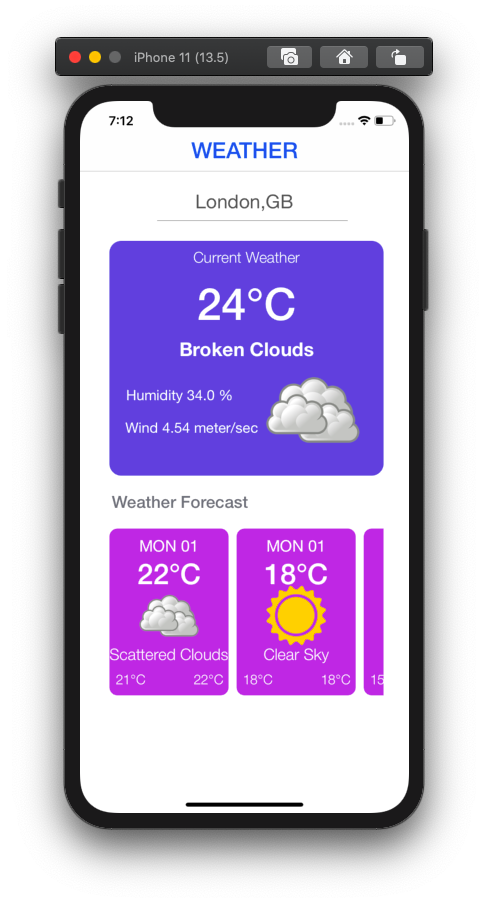 iPhone 11 (13.5)
7:12
WEATHER
London,GB
Current Weather
24°C
Broken Clouds
Humidity 34.0 %
Wind 4.54 meter/sec
Weather Forecast
MON 01
22°C
Scattered Clouds
21°C 22°C
MON 01
18°C
Clear Sky
18°C 18°C
15